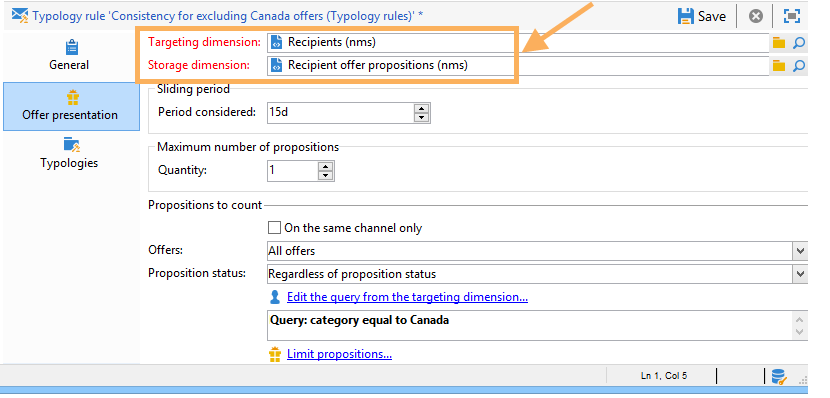 Typology rule 'Consistency for excluding Canada offers (Typology rules)' *
Save
General
Offer presentation
Typologies
Targeting dimension: Recipients (nms)
Storage dimension: Recipient offer propositions (nms)
Sliding period
Period considered: 15d
Maximum number of propositions
Quantity: 1
Propositions to count
On the same channel only
Offers: All offers
Proposition status: Regardless of proposition status
Edit the query from the targeting dimension...
Query: category equal to Canada
Limit propositions...
Ln 1, Col 5